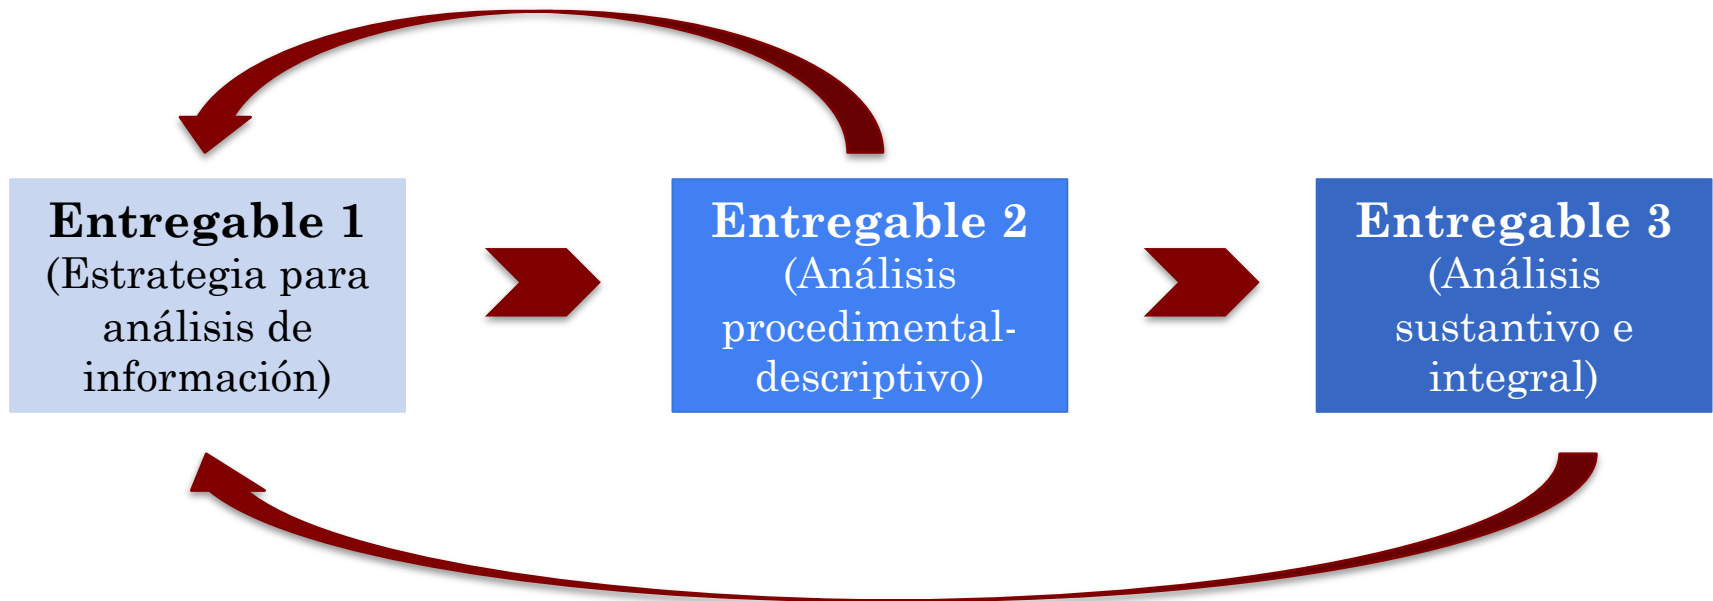 Entregable 1
(Estrategia para
análisis de
información)
Entregable 2
(Análisis
procedimental-
descriptivo)
Entregable 3
(Análisis
sustantivo e
integral)